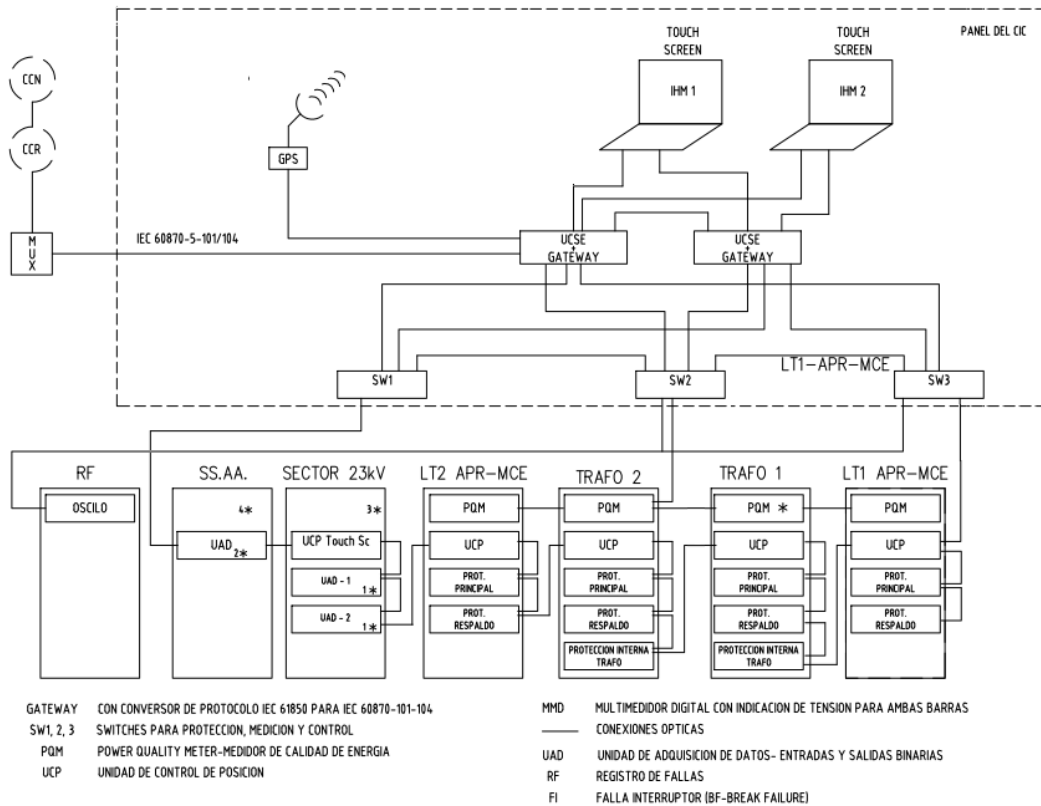 TOUCH
SCREEN
TOUCH
SCREEN
PANEL DEL CIC
CCN
IHM 1
IHM 2
CCR
GPS
MUX
IEC 60870-5-101/104
UCSE
+
GATEWAY
UCSE
+
GATEWAY
LT1-APR-MCE
SW1
SW2
SW3
RF
SS.AA.
SECTOR 23kV
LT2 APR-MCE
TRAFO 2
TRAFO 1
LT1 APR-MCE
OSCILO
4*
3*
PQM
PQM
PQM *
PQM
UAD
2*
UCP Touch Sc
UCP
UCP
UCP
UCP
UAD - 1
1*
PROT.
PRINCIPAL
PROT.
PRINCIPAL
PROT.
PRINCIPAL
PROT.
PRINCIPAL
UAD - 2
1*
PROT.
RESPALDO
PROT.
RESPALDO
PROT.
RESPALDO
PROT.
RESPALDO
PROTECCION INTERNA
TRAFO
PROTECCION INTERNA
TRAFO
GATEWAY CON CONVERSOR DE PROTOCOLO IEC 61850 PARA IEC 60870-101-104
SW1, 2, 3 SWITCHES PARA PROTECCION, MEDICION Y CONTROL
PQM POWER QUALITY METER-MEDIDOR DE CALIDAD DE ENERGIA
UCP UNIDAD DE CONTROL DE POSICION
MMD MULTIMEDIDOR DIGITAL CON INDICACION DE TENSION PARA AMBAS BARRAS
CONEXIONES OPTICAS
UAD UNIDAD DE ADQUISICION DE DATOS- ENTRADAS Y SALIDAS BINARIAS
RF REGISTRO DE FALLAS
FI FALLA INTERRUPTOR (BF-BREAK FAILURE)